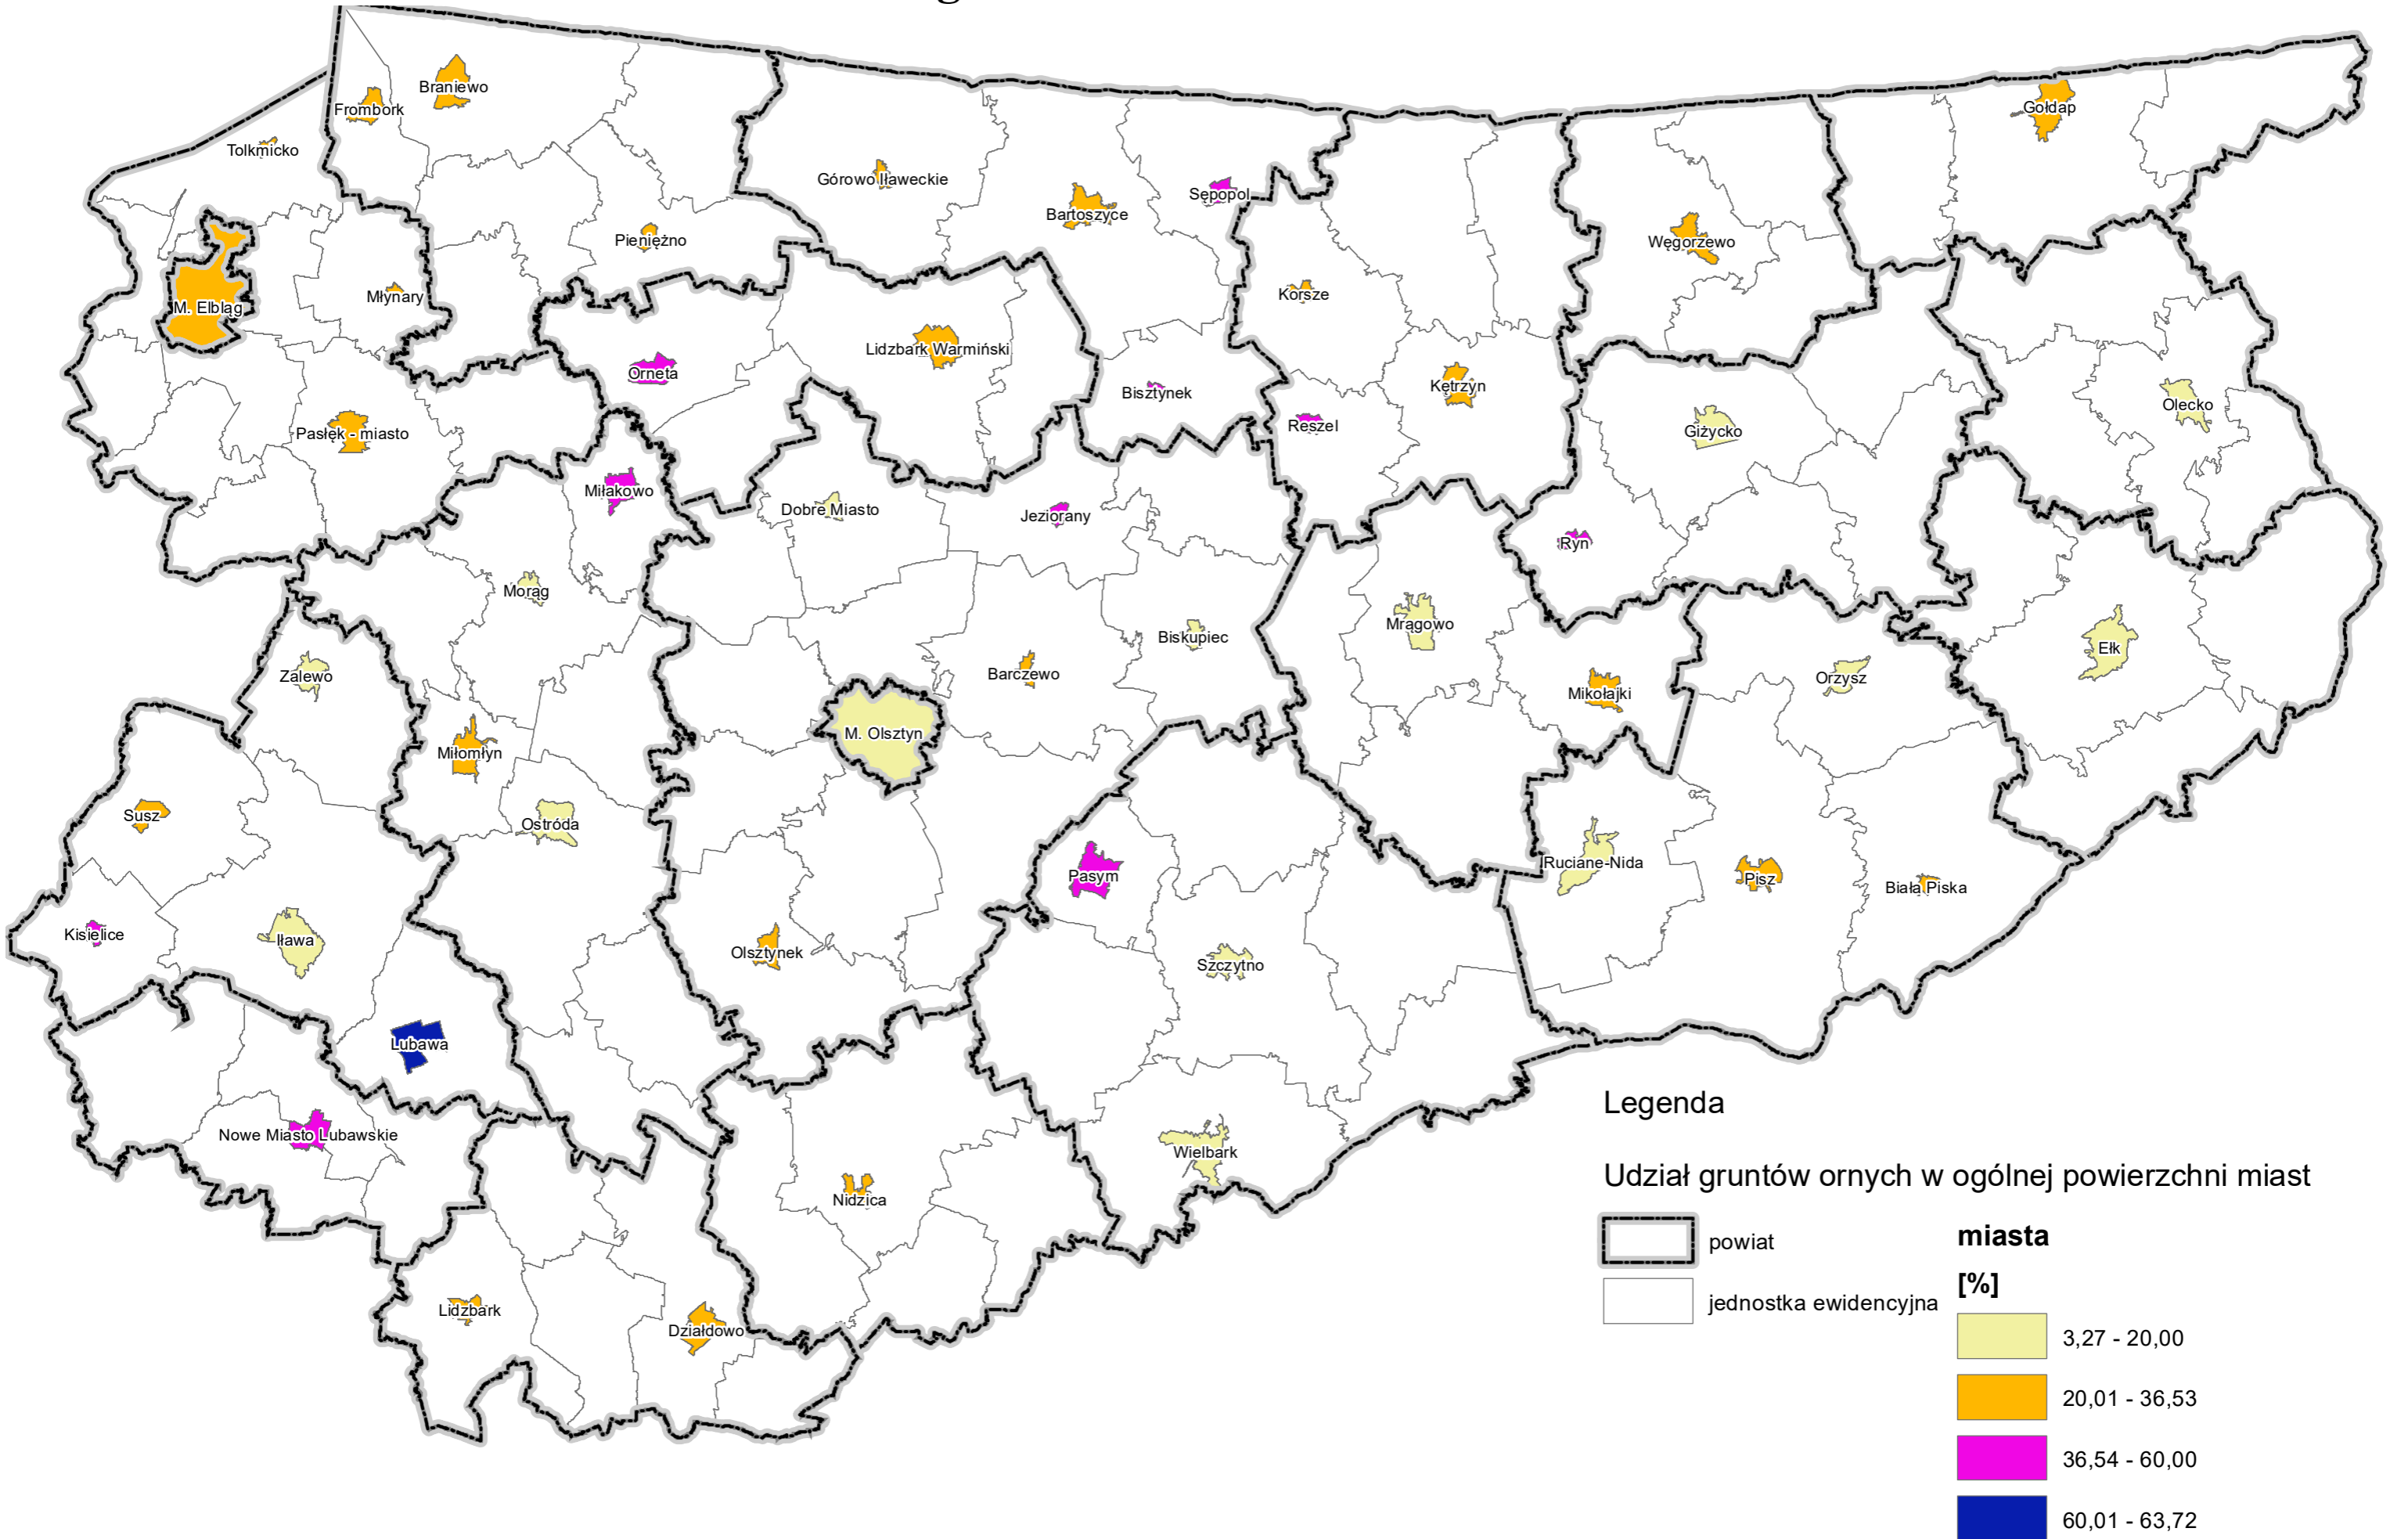 Braniewo
Frombork
Gołdap
Tolkmicko
Górowo Iławeckie
Sępopol
Bartoszyce
Pieniężno
Węgorzewo
Młynary
Korsze
M. Elbląg
Lidzbark Warmiński
Orneta
Kętrzyn
Bisztynek
Olecko
Reszel
Giżycko
Pasłęk - miasto
Miłakowo
Dobre Miasto
Jeziorany
Ryn
Morąg
Mrągowo
Biskupiec
Ełk
Barczewo
Zalewo
Orzysz
Mikołajki
M. Olsztyn
Miłomłyn
Susz
Ostróda
Ruciane-Nida
Pasym
Pisz
Biała Piska
Kisielice
Iława
Olsztynek
Szczytno
Lubawa
Legenda
Nowe Miasto Lubawskie
Wielbark
Udział gruntów ornych w ogólnej powierzchni miast
Nidzica
miasta
powiat
[%]
jednostka ewidencyjna
Lidzbark
Działdowo
3,27 - 20,00
20,01 - 36,53
36,54 - 60,00
60,01 - 63,72